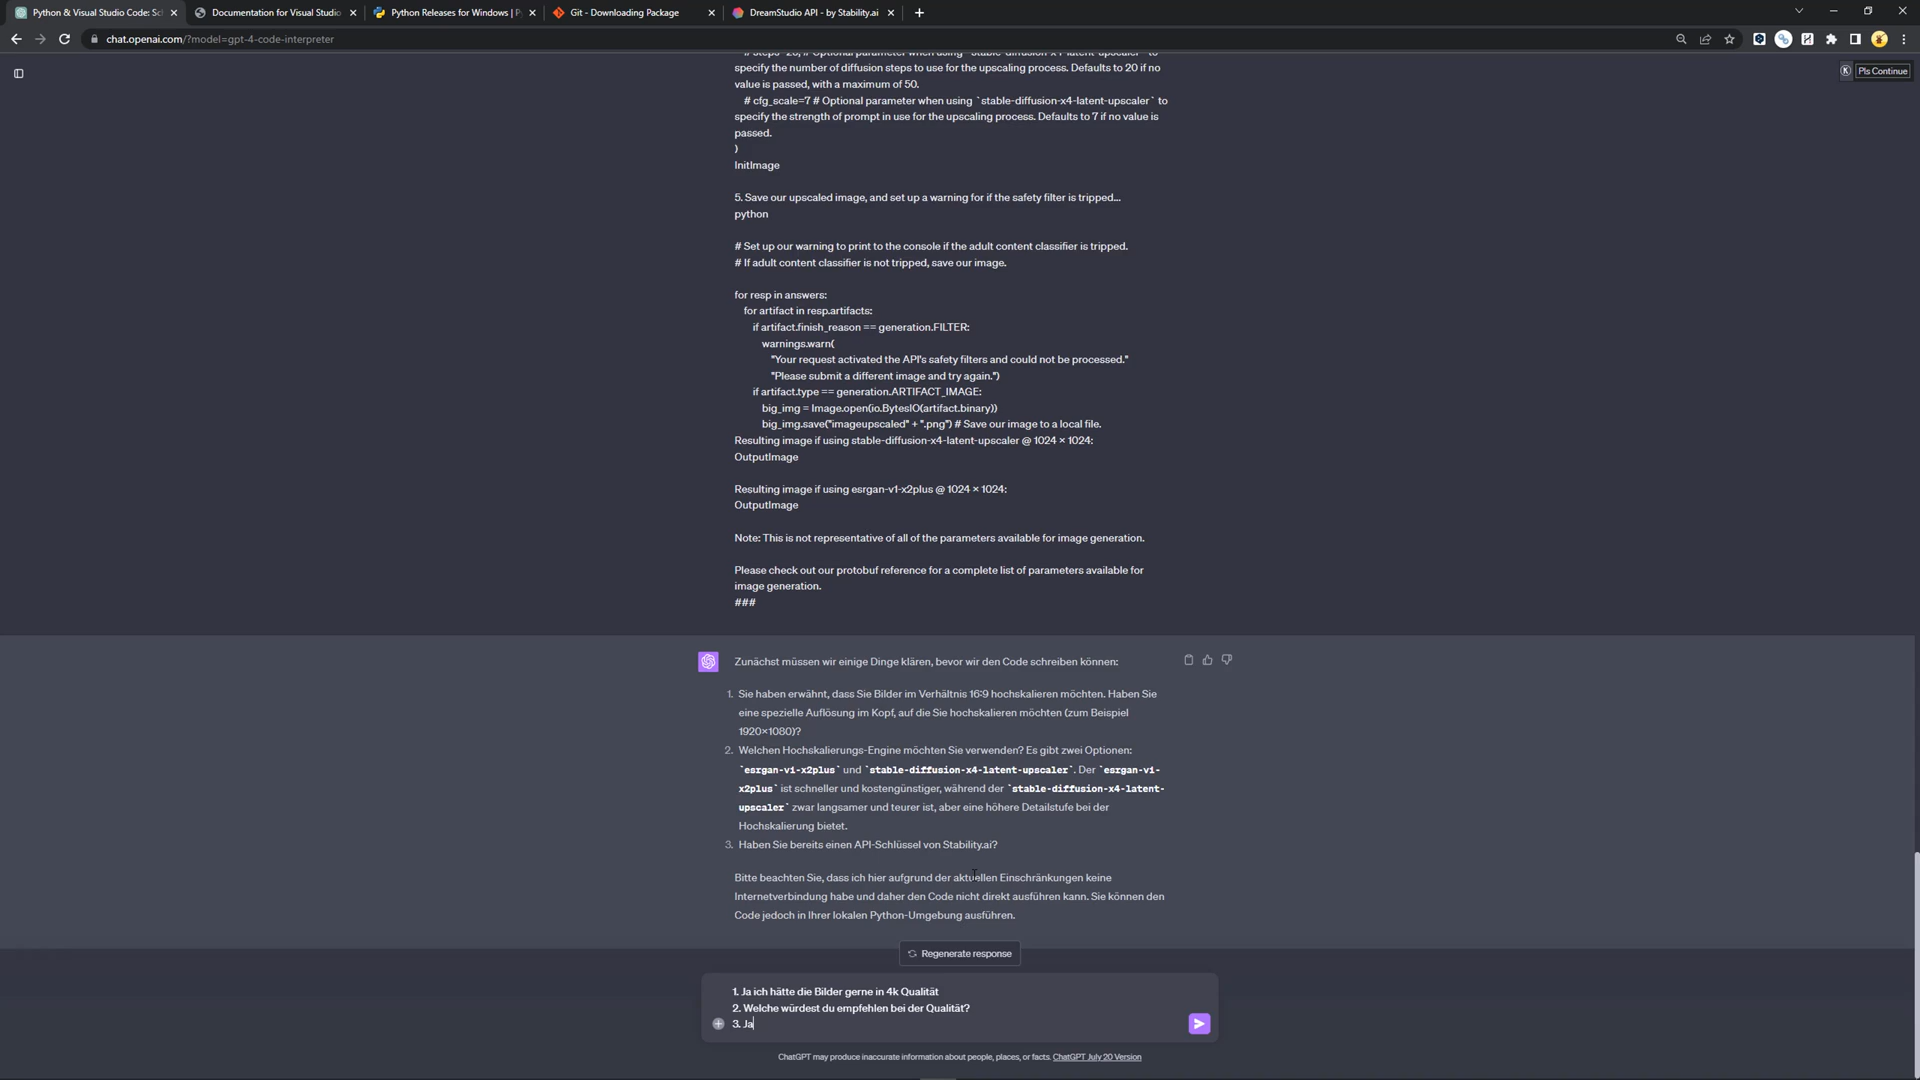 Python & Visual Studio Code: Sc
Documentation for Visual Studio
Python Releases for Windows | Py
Git - Downloading Package
DreamStudio API - by Stability.ai
chat.openai.com/?model=gpt-4-code-interpreter
Pls Continue
specify the number of diffusion steps to use for the upscaling process. Defaults to 20 if no
value is passed, with a maximum of 50.
# cfg_scale=7 # Optional parameter when using `stable-diffusion-x4-latent-upscaler` to
specify the strength of prompt in use for the upscaling process. Defaults to 7 if no value is
passed.
)
InitImage
5. Save our upscaled image, and set up a warning for if the safety filter is tripped...
python
# Set up our warning to print to the console if the adult content classifier is tripped.
# If adult content classifier is not tripped, save our image.
for resp in answers:
for artifact in resp.artifacts:
if artifact.finish_reason == generation.FILTER:
warnings.warn(
"Your request activated the API's safety filters and could not be processed."
"Please submit a different image and try again.")
if artifact.type == generation.ARTIFACT_IMAGE:
big_img = Image.open(io.BytesIO(artifact.binary))
big_img.save("imageupscaled" + ".png") # Save our image to a local file.
Resulting image if using stable-diffusion-x4-latent-upscaler @ 1024 × 1024:
OutputImage
Resulting image if using esrgan-v1-x2plus @ 1024 × 1024:
OutputImage
Note: This is not representative of all of the parameters available for image generation.
Please check out our protobuf reference for a complete list of parameters available for
image generation.
###
Zunächst müssen wir einige Dinge klären, bevor wir den Code schreiben können:
1. Sie haben erwähnt, dass Sie Bilder im Verhältnis 16:9 hochskalieren möchten. Haben Sie
eine spezielle Auflösung im Kopf, auf die Sie hochskalieren möchten (zum Beispiel
1920×1080)?
2. Welchen Hochskalierungs-Engine möchten Sie verwenden? Es gibt zwei Optionen:
`esrgan-v1-x2plus` und `stable-diffusion-x4-latent-upscaler`. Der `esrgan-v1-
x2plus` ist schneller und kostengünstiger, während der `stable-diffusion-x4-latent-
upscaler` zwar langsamer und teurer ist, aber eine höhere Detailstufe bei der
Hochskalierung bietet.
3. Haben Sie bereits einen API-Schlüssel von Stability.ai?
Bitte beachten Sie, dass ich hier aufgrund der aktuellen Einschränkungen keine
Internetverbindung habe und daher den Code nicht direkt ausführen kann. Sie können den
Code jedoch in Ihrer lokalen Python-Umgebung ausführen.
Regenerate response
1. Ja ich hätte die Bilder gerne in 4k Qualität
2. Welche würdest du empfehlen bei der Qualität?
3. Ja
ChatGPT may produce inaccurate information about people, places, or facts. ChatGPT July 20 Version